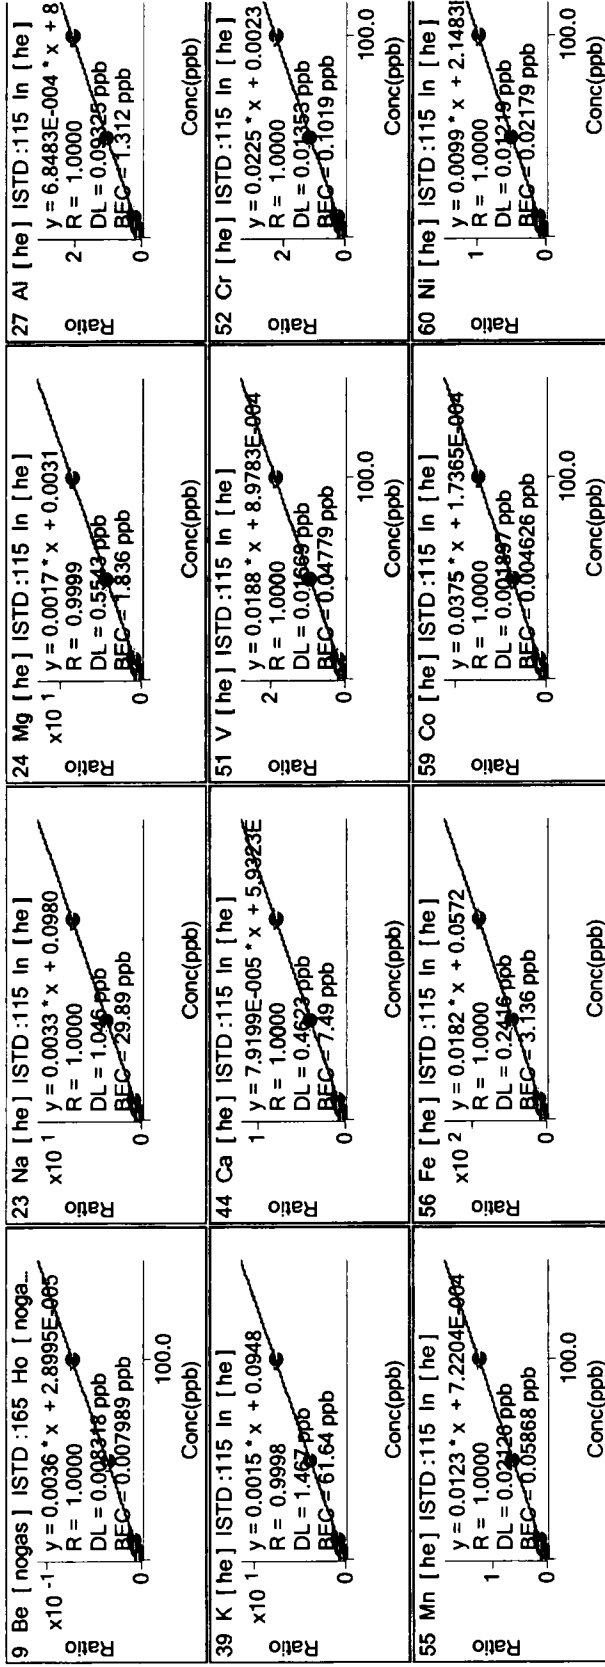 9 Be [nogas] ISTD :165 Ho [noga...
x10 -1
y = 0.0036 * x + 2.8995E-005
R = 1.0000
DL = 0.008318 ppb
BEC = 0.007989 ppb
Ratio
0
100.0
Conc(ppb)
23 Na [he] ISTD :115 In [he]
x10 1
y = 0.0033 * x + 0.0980
R = 1.0000
DL = 1.046 ppb
BEC = 29.89 ppb
Ratio
0
Conc(ppb)
24 Mg [he] ISTD :115 In [he]
x10 1
y = 0.0017 * x + 0.0031
R = 0.9999
DL = 0.5543 ppb
BEC = 1.836 ppb
Ratio
0
Conc(ppb)
27 Al [he] ISTD :115 In [he]
y = 6.8483E-004 * x + 8
R = 1.0000
DL = 0.09325 ppb
BEC = 1.312 ppb
2
Ratio
0
Conc(ppb)
39 K [he] ISTD :115 In [he]
x10 1
y = 0.0015 * x + 0.0948
R = 0.9998
DL = 1.467 ppb
BEC = 61.64 ppb
Ratio
0
Conc(ppb)
44 Ca [he] ISTD :115 In [he]
1
y = 7.9199E-005 * x + 5.9323E
R = 1.0000
DL = 0.4623 ppb
BEC = 7.49 ppb
Ratio
0
Conc(ppb)
51 V [he] ISTD :115 In [he]
y = 0.0188 * x + 8.9783E-004
2
R = 1.0000
DL = 0.01669 ppb
BEC = 0.04779 ppb
Ratio
0
100.0
Conc(ppb)
52 Cr [he] ISTD :115 In [he]
y = 0.0225 * x + 0.0023
2
R = 1.0000
DL = 0.01353 ppb
BEC = 0.1019 ppb
Ratio
0
100.0
Conc(ppb)
55 Mn [he] ISTD :115 In [he]
y = 0.0123 * x + 7.2204E-004
1
R = 1.0000
DL = 0.02126 ppb
BEC = 0.05868 ppb
Ratio
0
100.0
Conc(ppb)
56 Fe [he] ISTD :115 In [he]
x10 2
y = 0.0182 * x + 0.0572
R = 1.0000
DL = 0.2416 ppb
BEC = 3.136 ppb
Ratio
0
Conc(ppb)
59 Co [he] ISTD :115 In [he]
y = 0.0375 * x + 1.7365E-004
R = 1.0000
DL = 0.001897 ppb
BEC = 0.004626 ppb
Ratio
0
100.0
Conc(ppb)
60 Ni [he] ISTD :115 In [he]
y = 0.0099 * x + 2.1483
1
R = 1.0000
DL = 0.01219 ppb
BEC = 0.02179 ppb
Ratio
0
100.0
Conc(ppb)